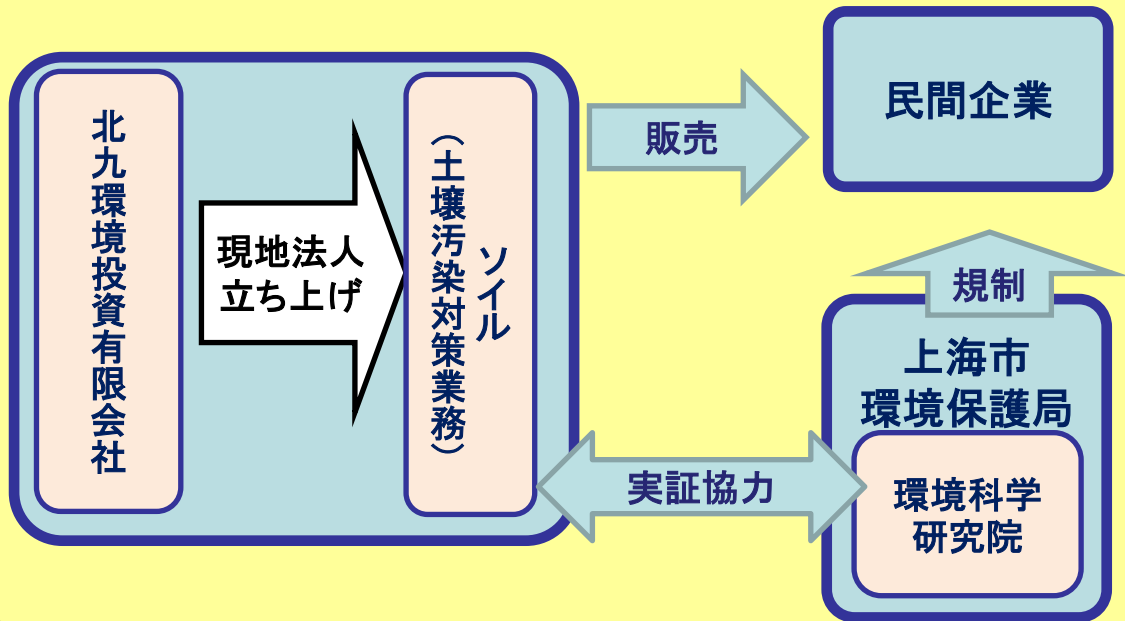 北九環境投資有限会社
現地法人
立ち上げ
ソイル
（土壌汚染対策業務）
販売
民間企業
規制
上海市
環境保護局
環境科学
研究院
実証協力